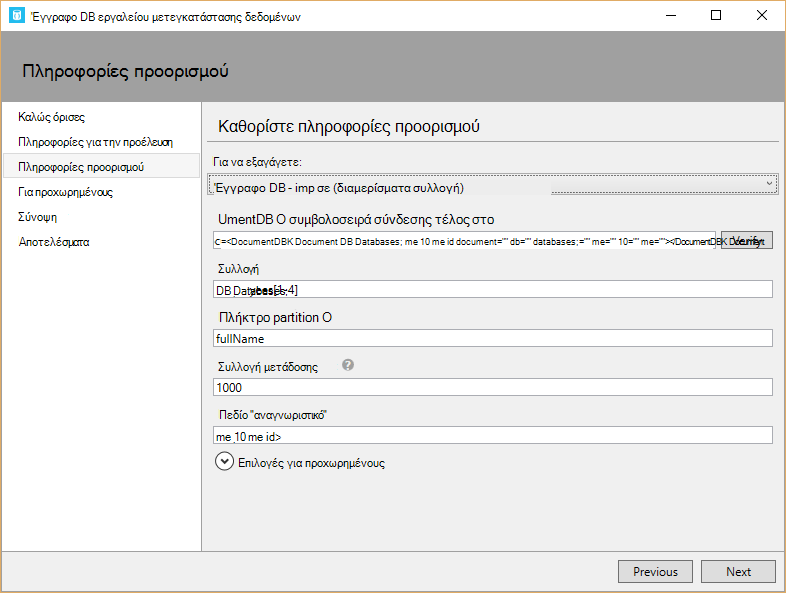 Έγγραφο DB εργαλείου μετεγκατάστασης δεδομένων
Πληροφορίες προορισμού
Καλώς όρισες
Πληροφορίες για την προέλευση
Πληροφορίες προορισμού
Για προχωρημένους
Σύνοψη
Αποτελέσματα
Καθορίστε πληροφορίες προορισμού
Για να εξαγάγετε:
Έγγραφο DB - imp σε (διαμερίσματα συλλογή)
UmentDB Ο συμβολοσειρά σύνδεσης τέλος στο
C=<DocumentDBK Document DB Databases; me 10 me id document="" db="" databases;="" me="" 10="" me=""></DocumentDBK Document
Verify
Συλλογή
DB Databases; [1-4]
Πλήκτρο partition Ο
fullName
Συλλογή μετάδοσης
1000
Πεδίο "αναγνωριστικό"
me 10 me id>
Επιλογές για προχωρημένους
Previous
Next